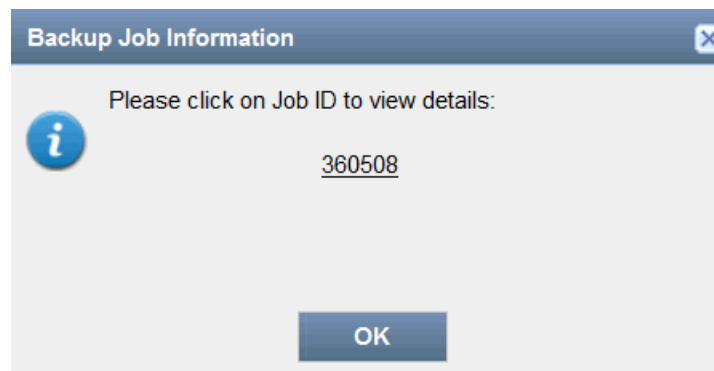 Backup Job Information
Please click on Job ID to view details:
360508
OK